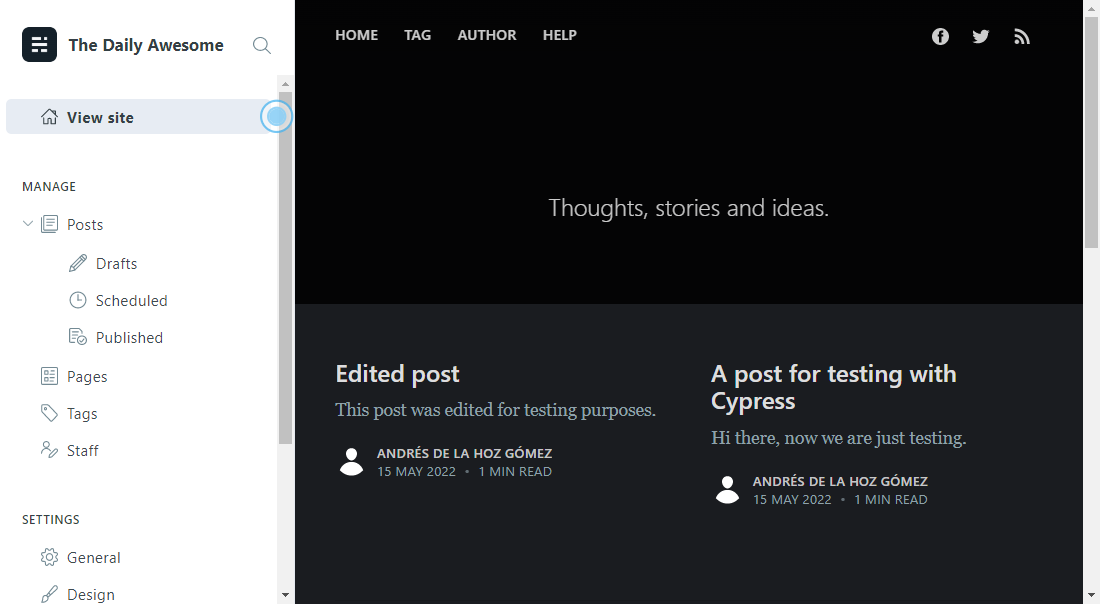 The Daily Awesome
View site
MANAGE
Posts
Drafts
Scheduled
Published
Pages
Tags
Staff
SETTINGS
General
Design
HOME TAG AUTHOR HELP
Thoughts, stories and ideas.
Edited post
This post was edited for testing purposes.
ANDRÉS DE LA HOZ GÓMEZ
15 MAY 2022 • 1 MIN READ
A post for testing with
Cypress
Hi there, now we are just testing.
ANDRÉS DE LA HOZ GÓMEZ
15 MAY 2022 • 1 MIN READ